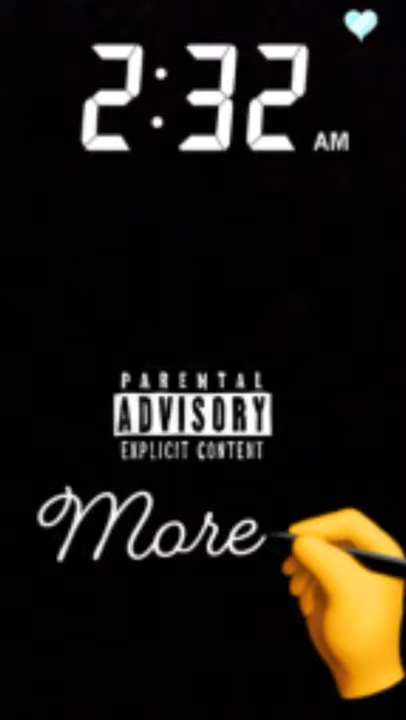 2:32 AM
PARENTAL
ADVISORY
EXPLICIT CONTENT
More